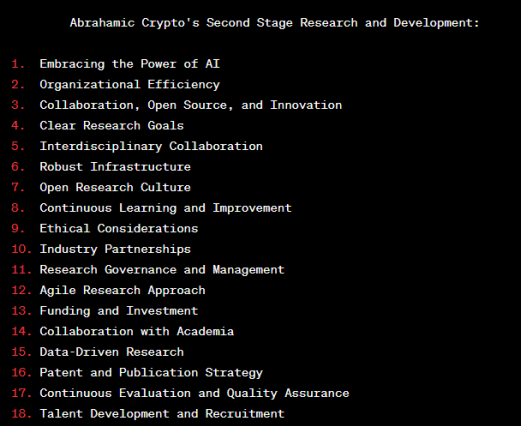 Abrahamic Crypto's Second Stage Research and Development:
1. Embracing the Power of AI
2. Organizational Efficiency
3. Collaboration, Open Source, and Innovation
4. Clear Research Goals
5. Interdisciplinary Collaboration
6. Robust Infrastructure
7. Open Research Culture
8. Continuous Learning and Improvement
9. Ethical Considerations
10. Industry Partnerships
11. Research Governance and Management
12. Agile Research Approach
13. Funding and Investment
14. Collaboration with Academia
15. Data-Driven Research
16. Patent and Publication Strategy
17. Continuous Evaluation and Quality Assurance
18. Talent Development and Recruitment